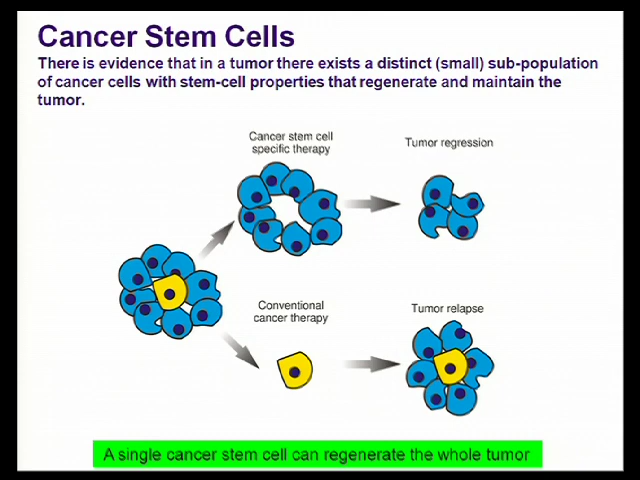 Cancer Stem Cells
There is evidence that in a tumor there exists a distinct (small) sub-population
of cancer cells with stem-cell properties that regenerate and maintain the
tumor.
Cancer stem cell
specific therapy
Tumor regression
Conventional
cancer therapy
Tumor relapse
A single cancer stem cell can regenerate the whole tumor